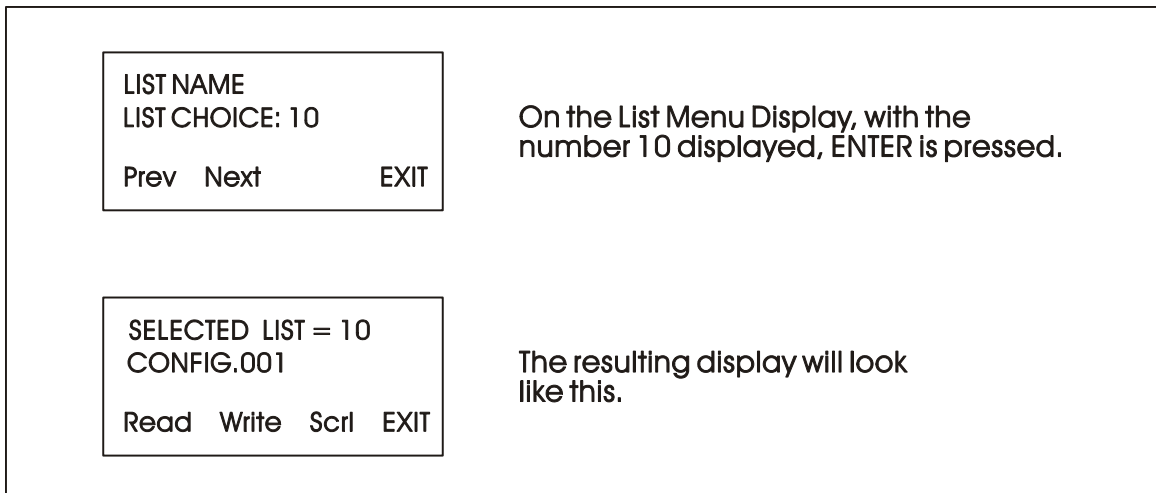 LIST NAME
LIST CHOICE: 10
Prev Next EXIT
On the List Menu Display, with the
number 10 displayed, ENTER is pressed.
SELECTED LIST = 10
CONFIG.001
Read Write Scrl EXIT
The resulting display will look
like this.